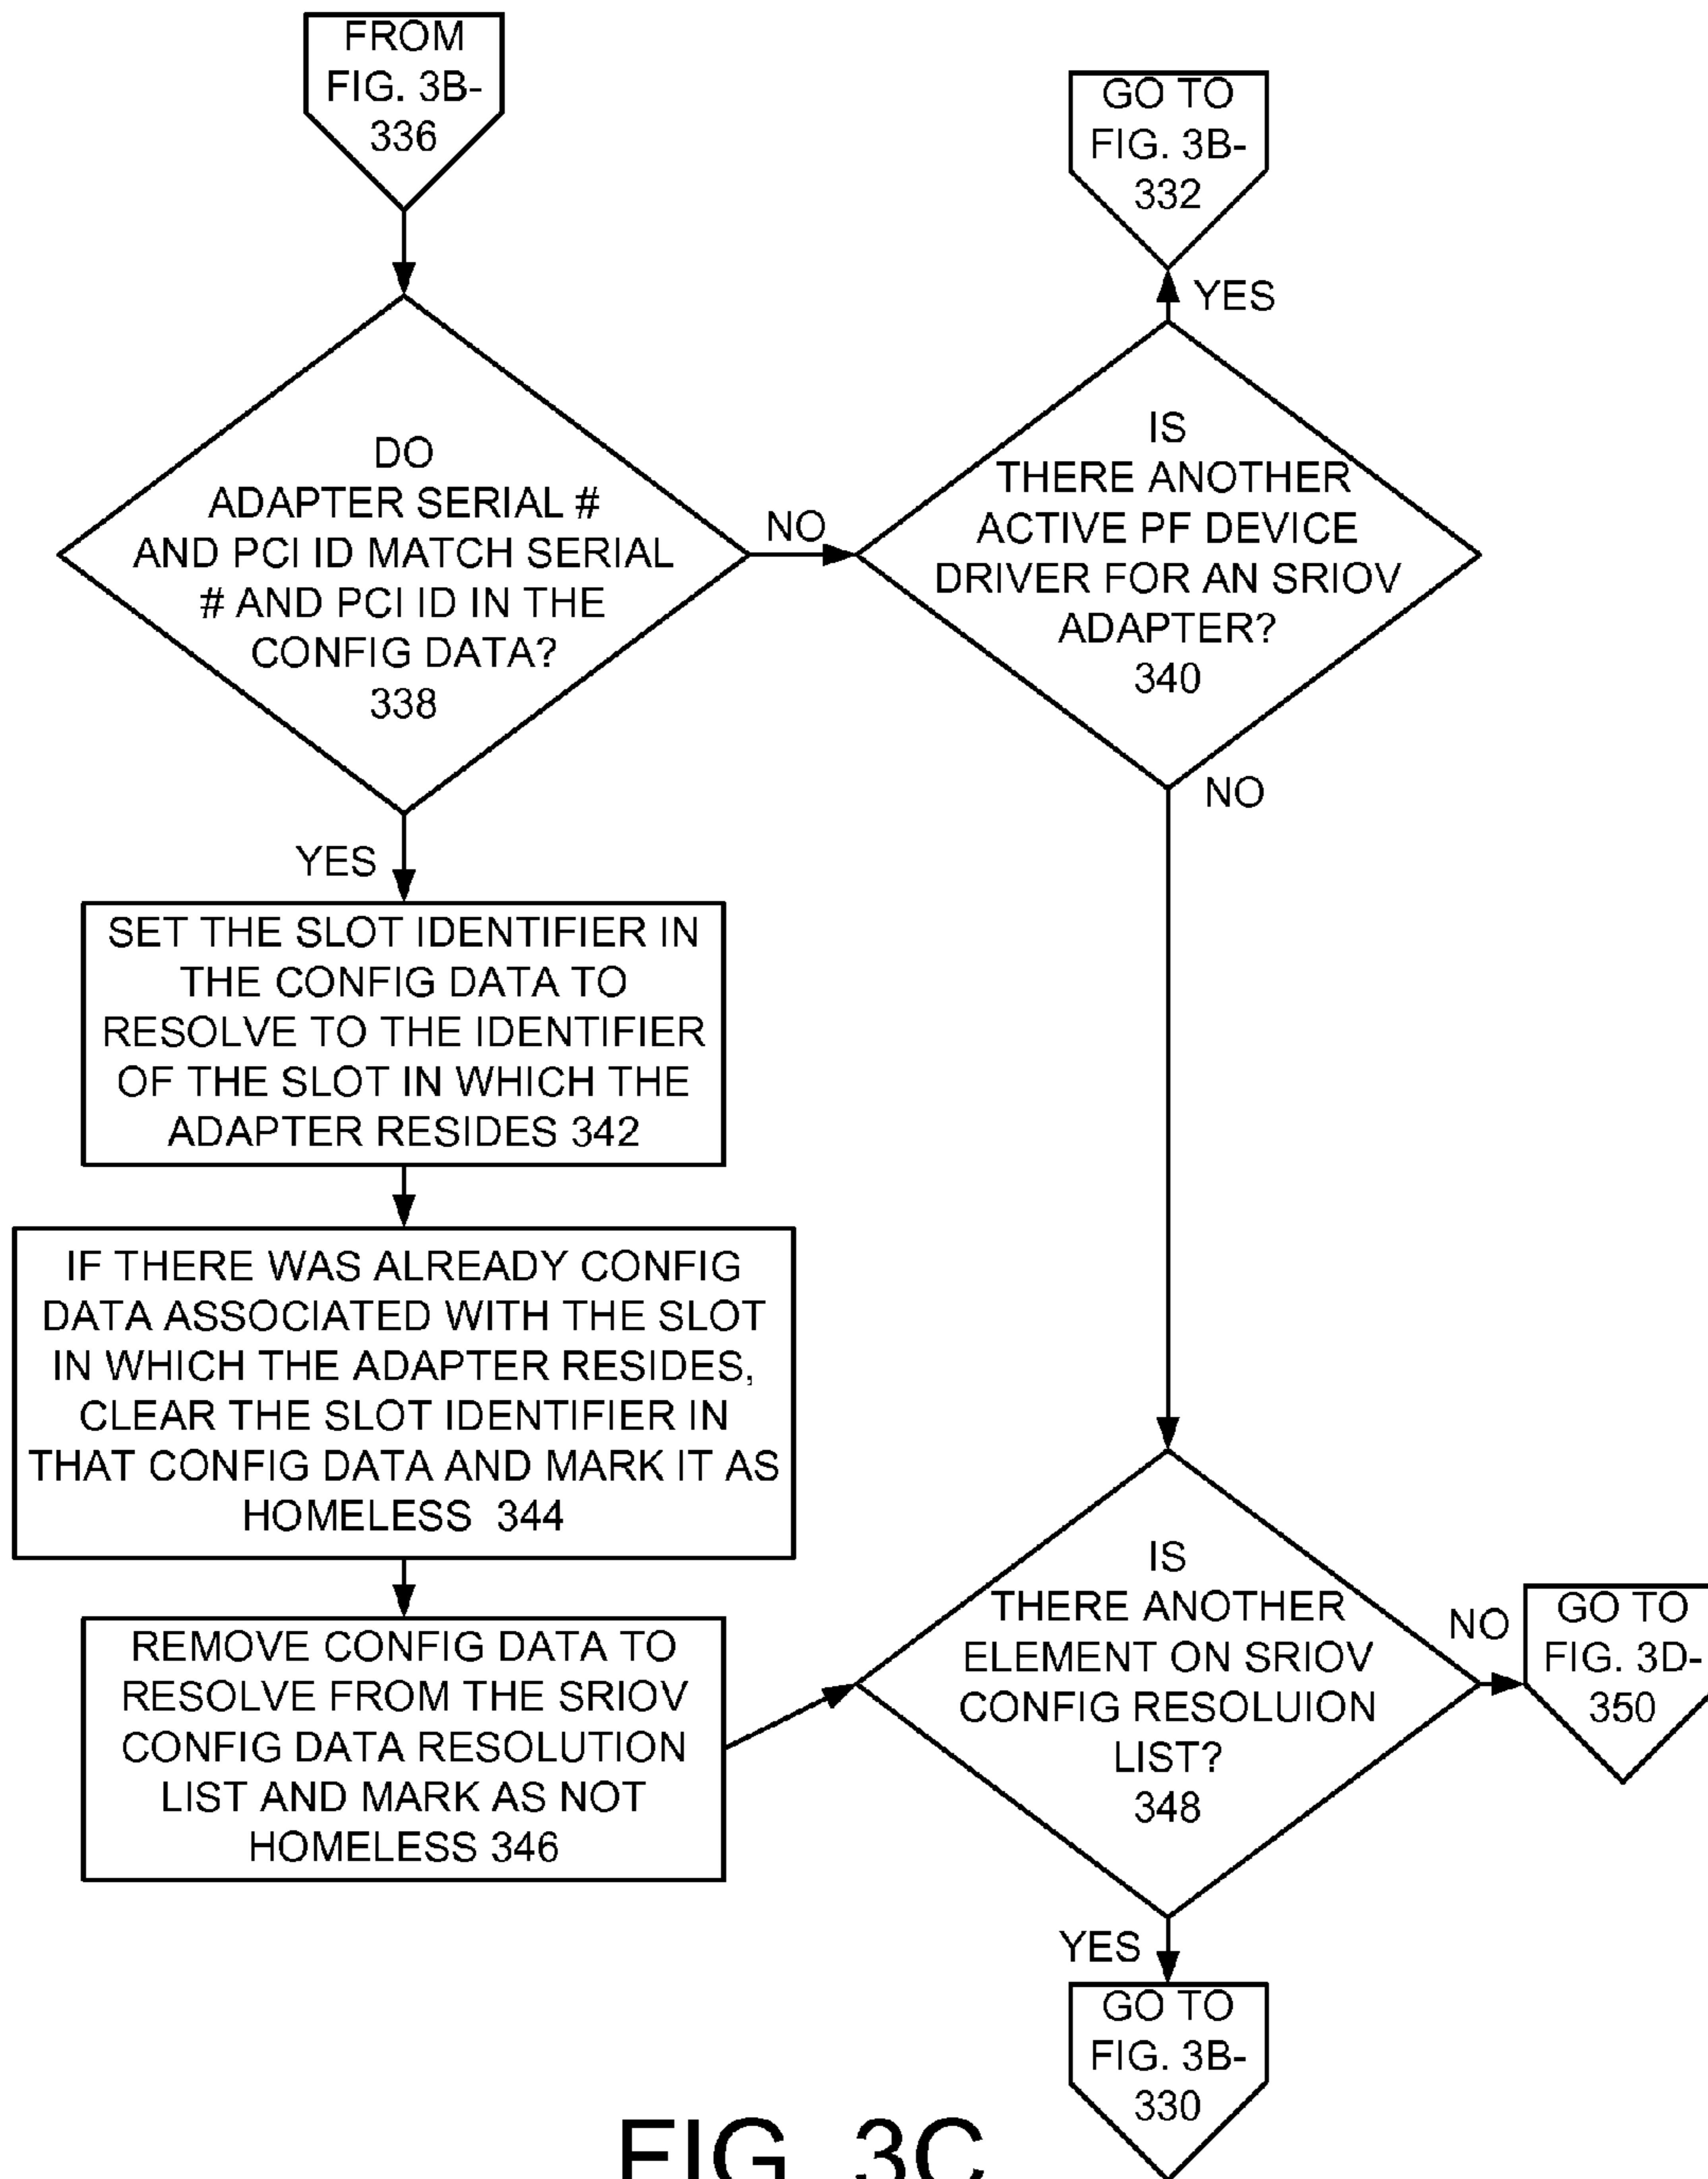 FROM
FIG. 3B-
336
GO TO
FIG. 3B-
332
YES
DO
ADAPTER SERIAL #
AND PCI ID MATCH SERIAL
# AND PCI ID IN THE
CONFIG DATA?
338
NO
IS
THERE ANOTHER
ACTIVE PF DEVICE
DRIVER FOR AN SRIOV
ADAPTER?
340
NO
YES
SET THE SLOT IDENTIFIER IN
THE CONFIG DATA TO
RESOLVE TO THE IDENTIFIER
OF THE SLOT IN WHICH THE
ADAPTER RESIDES 342
IF THERE WAS ALREADY CONFIG
DATA ASSOCIATED WITH THE SLOT
IN WHICH THE ADAPTER RESIDES,
CLEAR THE SLOT IDENTIFIER IN
THAT CONFIG DATA AND MARK IT AS
HOMELESS 344
REMOVE CONFIG DATA TO
RESOLVE FROM THE SRIOV
CONFIG DATA RESOLUTION
LIST AND MARK AS NOT
HOMELESS 346
IS
THERE ANOTHER
ELEMENT ON SRIOV
CONFIG RESOLUION
LIST?
348
NO
GO TO
FIG. 3D-
350
YES
GO TO
FIG. 3B-
330
FIG. 3C